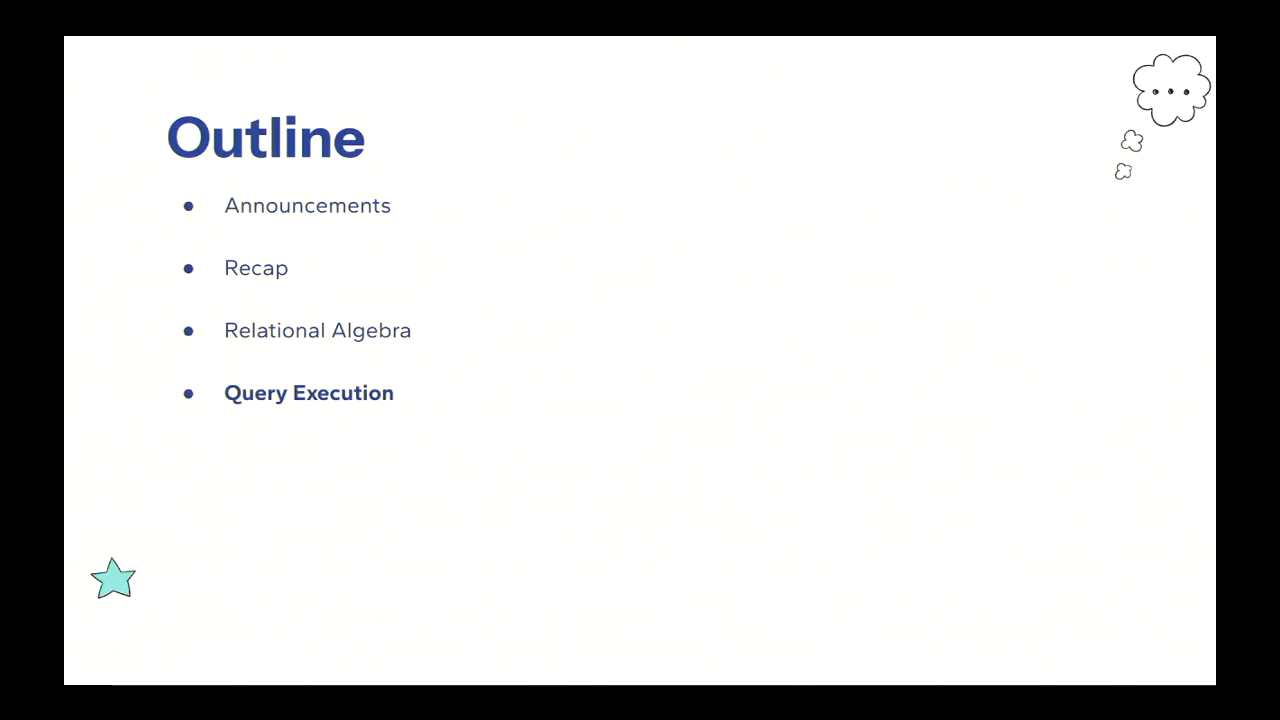 Outline
● Announcements
● Recap
● Relational Algebra
● Query Execution